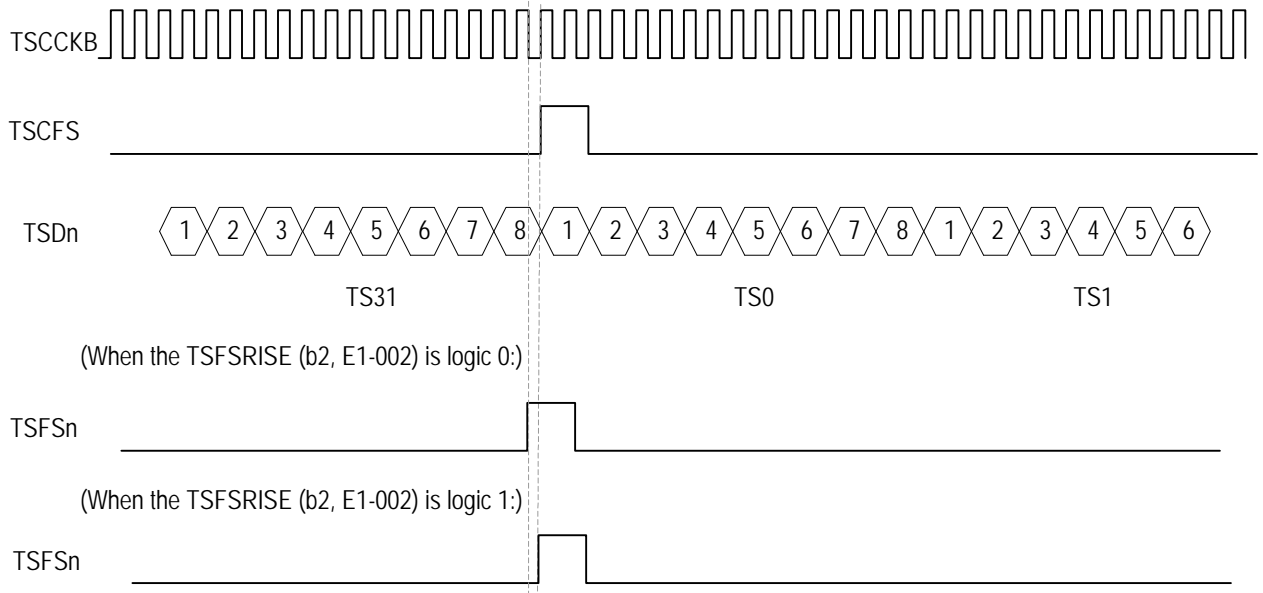 TSCCKB
TSCFS
TSDn 1 2 3 4 5 6 7 8 1 2 3 4 5 6 7 8 1 2 3 4 5 6
TS31 TS0 TS1
(When the TSFSRISE (b2, E1-002) is logic 0:)
TSFSn
(When the TSFSRISE (b2, E1-002) is logic 1:)
TSFSn